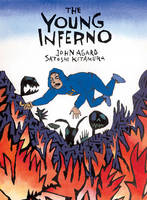 THE
YOUNG
INFERNO
JOHN AGARD
SATOSHI KITAMURA